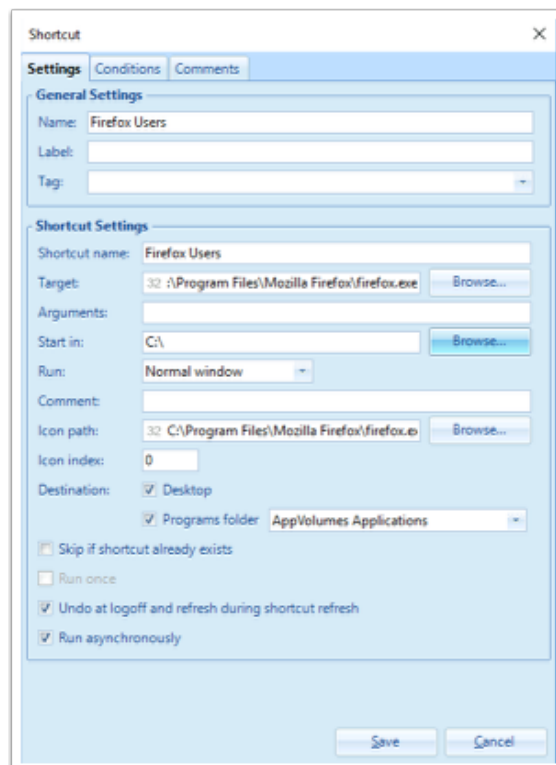 Shortcut
Settings Conditions Comments
General Settings
Name: Firefox Users
Label:
Tag:
Shortcut Settings
Shortcut name: Firefox Users
Target: 32 :\Program Files\Mozilla Firefox\firefox.exe Browse...
Arguments:
Start in: C:\ Browse...
Run: Normal window
Comment:
Icon path: 32 C:\Program Files\Mozilla Firefox\firefox.e Browse...
Icon index: 0
Destination: Desktop
Programs folder AppVolumes Applications
Skip if shortcut already exists
Run once
Undo at logoff and refresh during shortcut refresh
Run asynchronously
Save Cancel